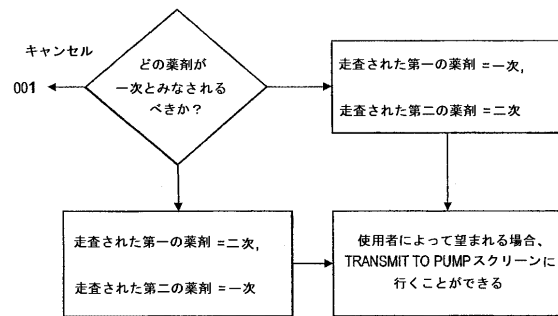 キャンセル
001
どの薬剤が
一次とみなされる
べきか？
走査された第一の薬剤 =一次,
走査された第二の薬剤 =二次
走査された第一の薬剤 =二次,
走査された第二の薬剤 =一次
使用者によって望まれる場合、
TRANSMIT TO PUMP スクリーンに
行くことができる